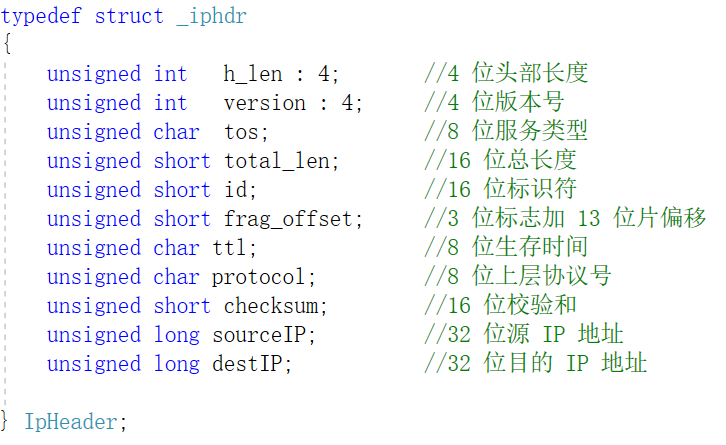 typedef struct _iphdr
{
    unsigned int   h_len : 4;       //4 位头部长度
    unsigned int   version : 4;     //4 位版本号
    unsigned char  tos;             //8 位服务类型
    unsigned short total_len;       //16 位总长度
    unsigned short id;              //16 位标识符
    unsigned short frag_offset;     //3 位标志加 13 位片偏移
    unsigned char ttl;              //8 位生存时间
    unsigned char protocol;         //8 位上层协议号
    unsigned short checksum;        //16 位校验和
    unsigned long sourceIP;         //32 位源 IP 地址
    unsigned long destIP;           //32 位目的 IP 地址
} IpHeader;